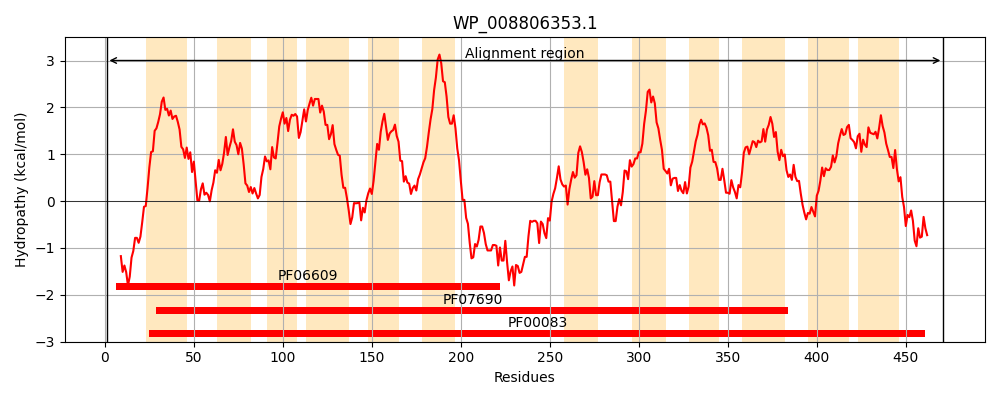 WP_008806353.1
Alignment region
Hydropathy (kcal/mol)
3
2
1
0
−1
−2
−3
PF06609
PF07690
PF00083
0 50 100 150 200 250 300 350 400 450
Residues